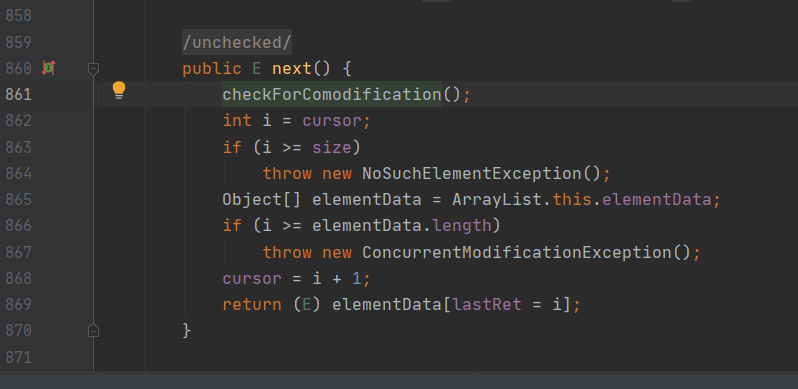 858
859 /unchecked/
860 public E next() {
861 checkForComodification();
862 int i = cursor;
863 if (i >= size)
864 throw new NoSuchElementException();
865 Object[] elementData = ArrayList.this.elementData;
866 if (i >= elementData.length)
867 throw new ConcurrentModificationException();
868 cursor = i + 1;
869 return (E) elementData[lastRet = i];
870 }
871